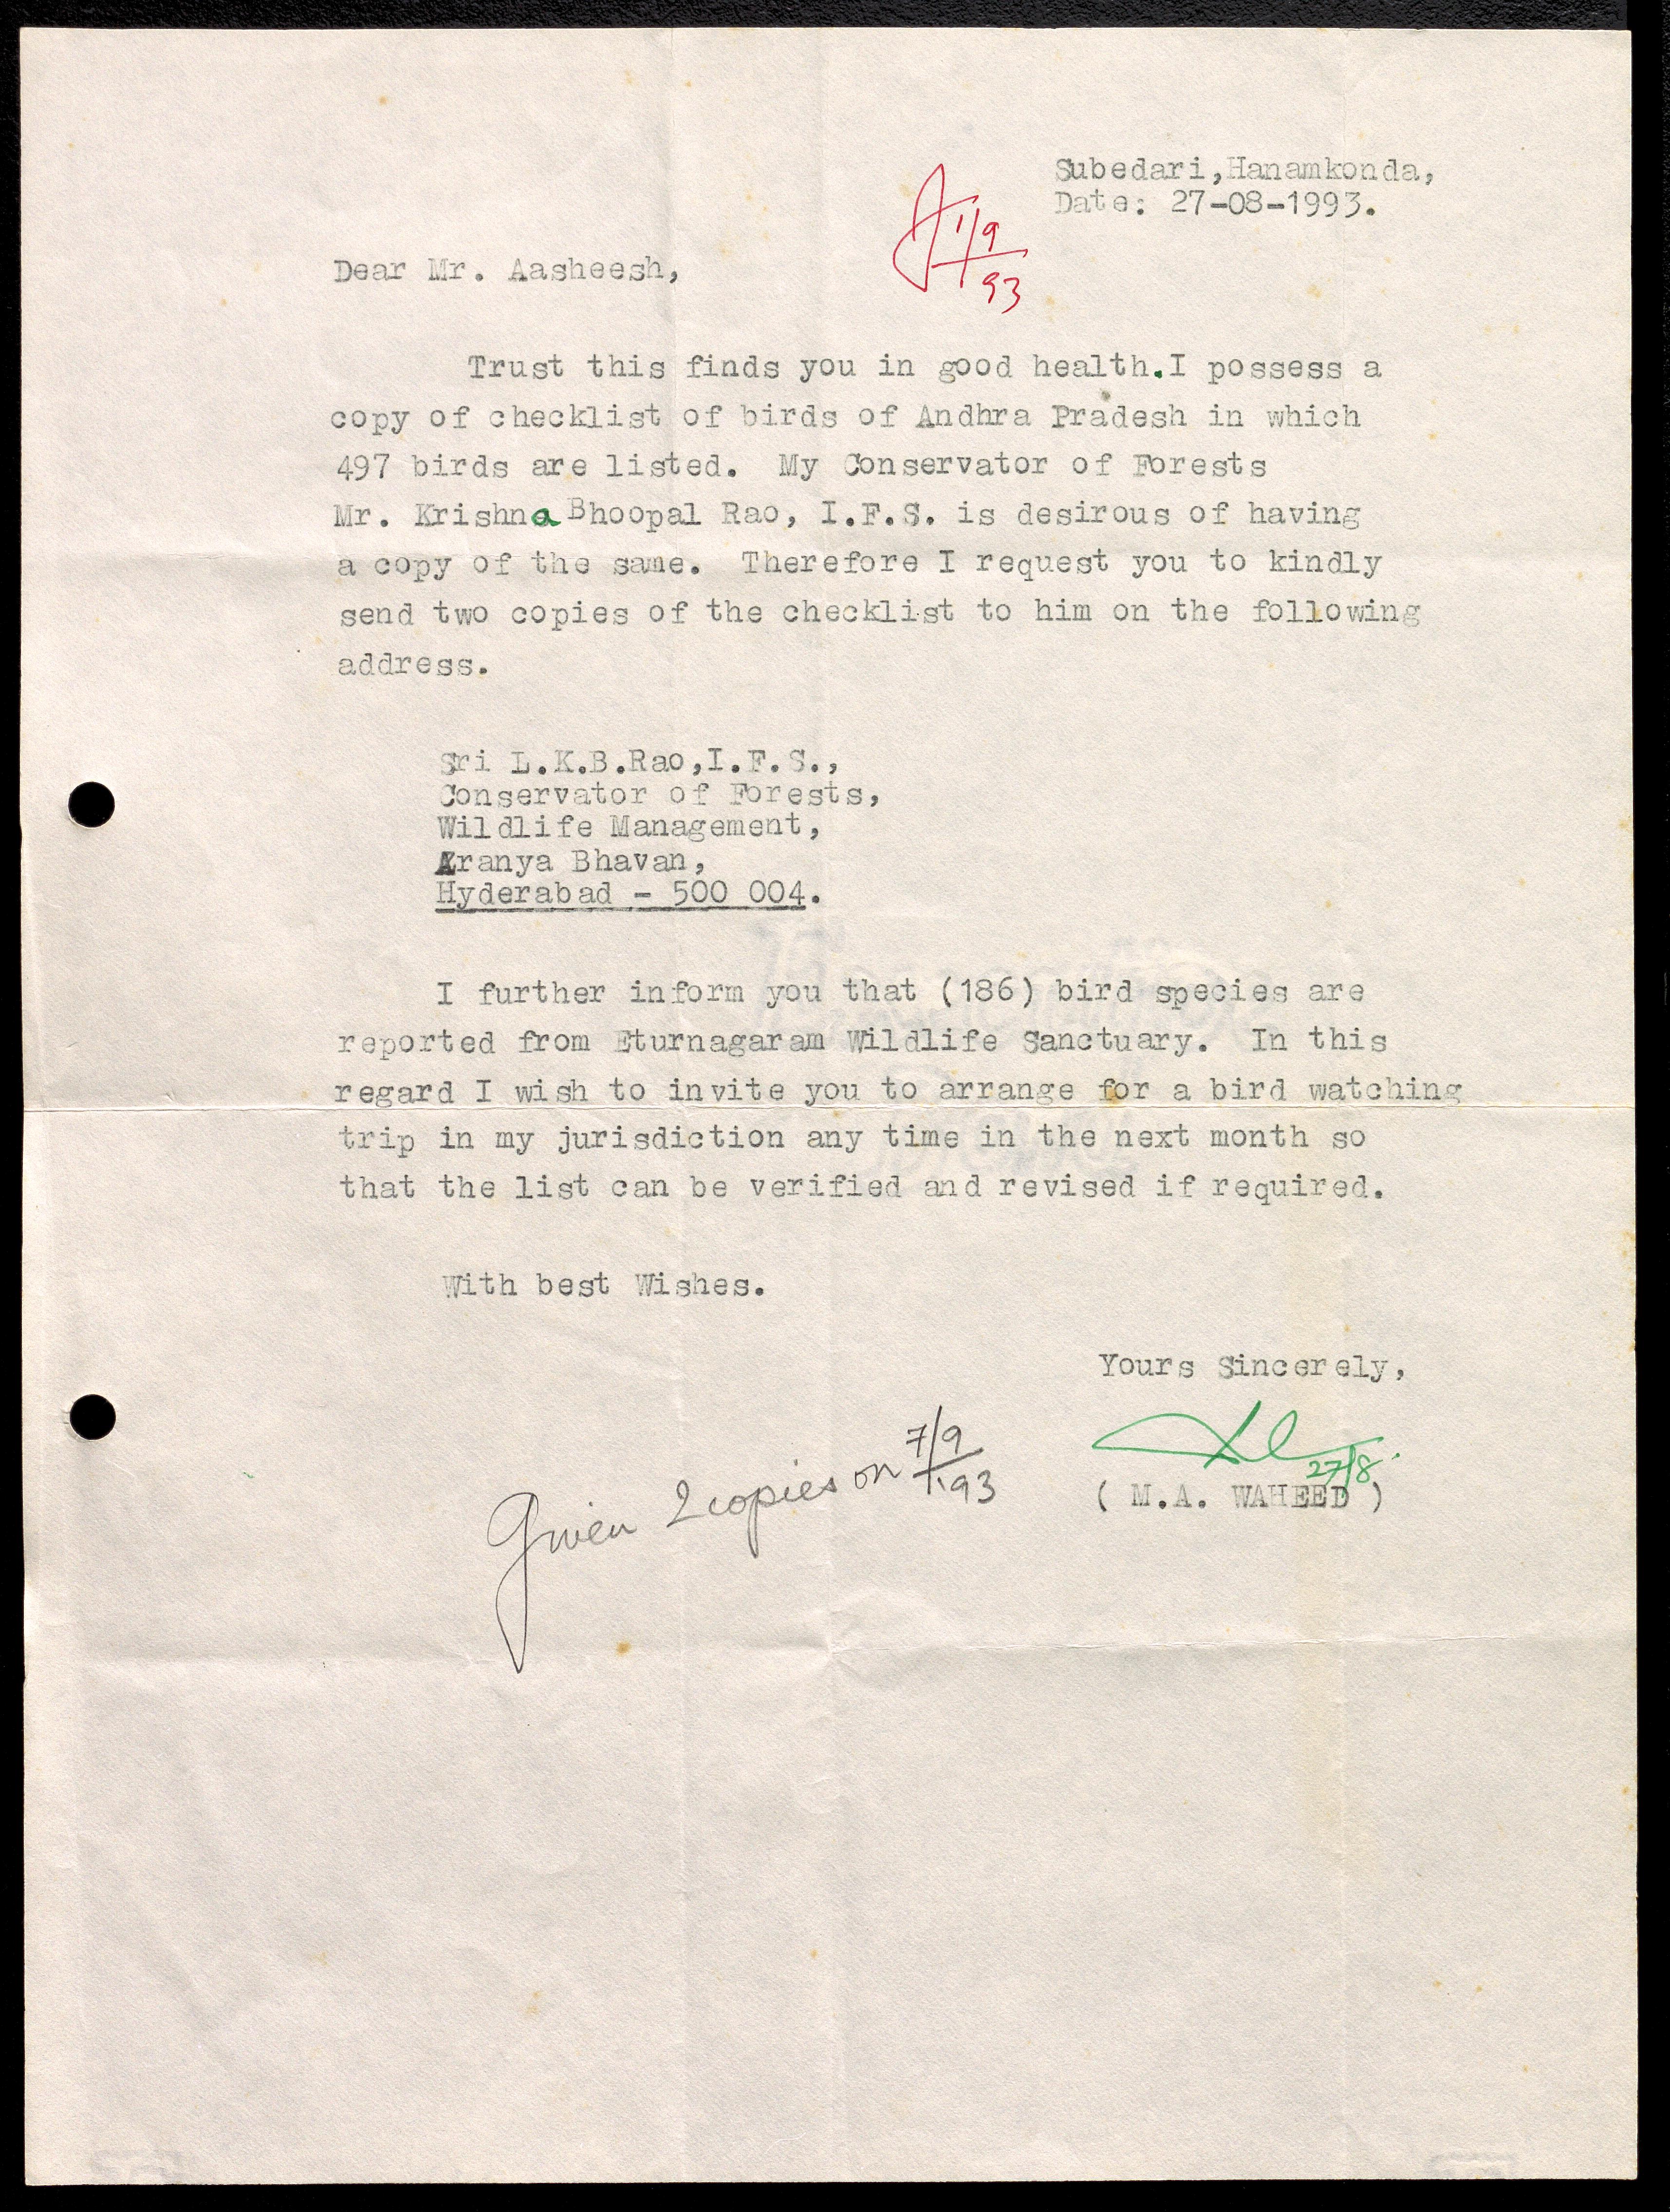 Subedari,Hanamkonda,
Date: 27-08-1993.
1/9
93
Dear Mr. Aasheesh,
Trust this finds you in good health.I possess a
copy of checklist of birds of Andhra Pradesh in which
497 birds are listed. My Conservator of Forests
Mr. Krishna Bhoopal Rao, I.F.S. is desirous of having
a copy of the same. Therefore I request you to kindly
send two copies of the checklist to him on the following
address.
Sri L.K.B.Rao,I.F.S.,
Conservator of Forests,
Wildlife Management,
Aranya Bhavan,
Hyderabad - 500 004.
I further inform you that (186) bird species are
reported from Eturnagaram Wildlife Sanctuary. In this
regard I wish to invite you to arrange for a bird watching
trip in my jurisdiction any time in the next month so
that the list can be verified and revised if required.
With best Wishes.
Yours Sincerely,
27/8
( M.A. WAHEED )
Given 2 copies on 7/9
93